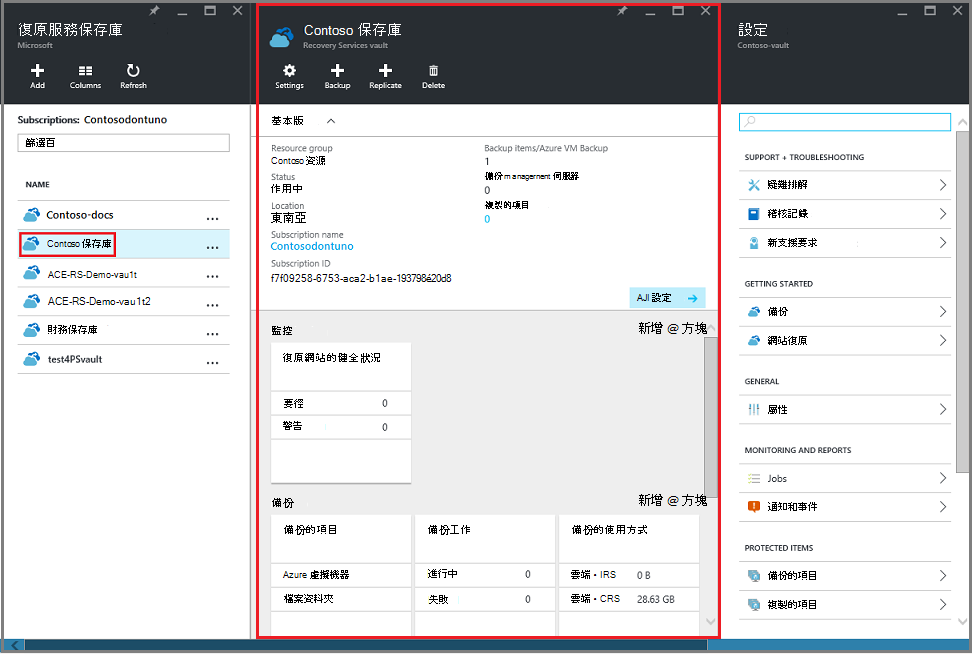 復原服務保存庫
Microsoft
Add
Columns
Refresh
Subscriptions: Contosodontuno
篩選百
NAME
Contoso-docs
Contoso 保存庫
ACE-RS-Demo-vau1t
ACE-RS-Demo-vau1t2
財務保存庫
test4PSvault
Contoso 保存庫
Recovery Services vault
Settings
Backup
Replicate
Delete
基本版
Resource group
Contoso 資源
Status
作用中
Location
東南亞
Subscription name
Contosodontuno
Subscription ID
f7f09258-6753-aca2-b1ae-193798é20d8
Backup items/Azure VM Backup
1
備份 m anagernent 伺服器
0
複製的項目
0
AJI 設定
監控
新增 @ 方塊
復原網站的健全狀況
要徑 0
警告 0
備份
新增 @ 方塊
備份的項目
Azure 虛擬機器
檔案資料夾
備份工作
進行中 0
失敗 0
備份的使用方式
雲端・IRS 0 B
雲端・CRS 28.63 GB
設定
Contoso-vault
SUPPORT + TROUBLESHOOTING
疑難排解
稽核記錄
新支援要求
GETTING STARTED
備份
網站復原
GENERAL
屬性
MONITORING AND REPORTS
Jobs
通知和事件
PROTECTED ITEMS
備份的項目
複製的項目